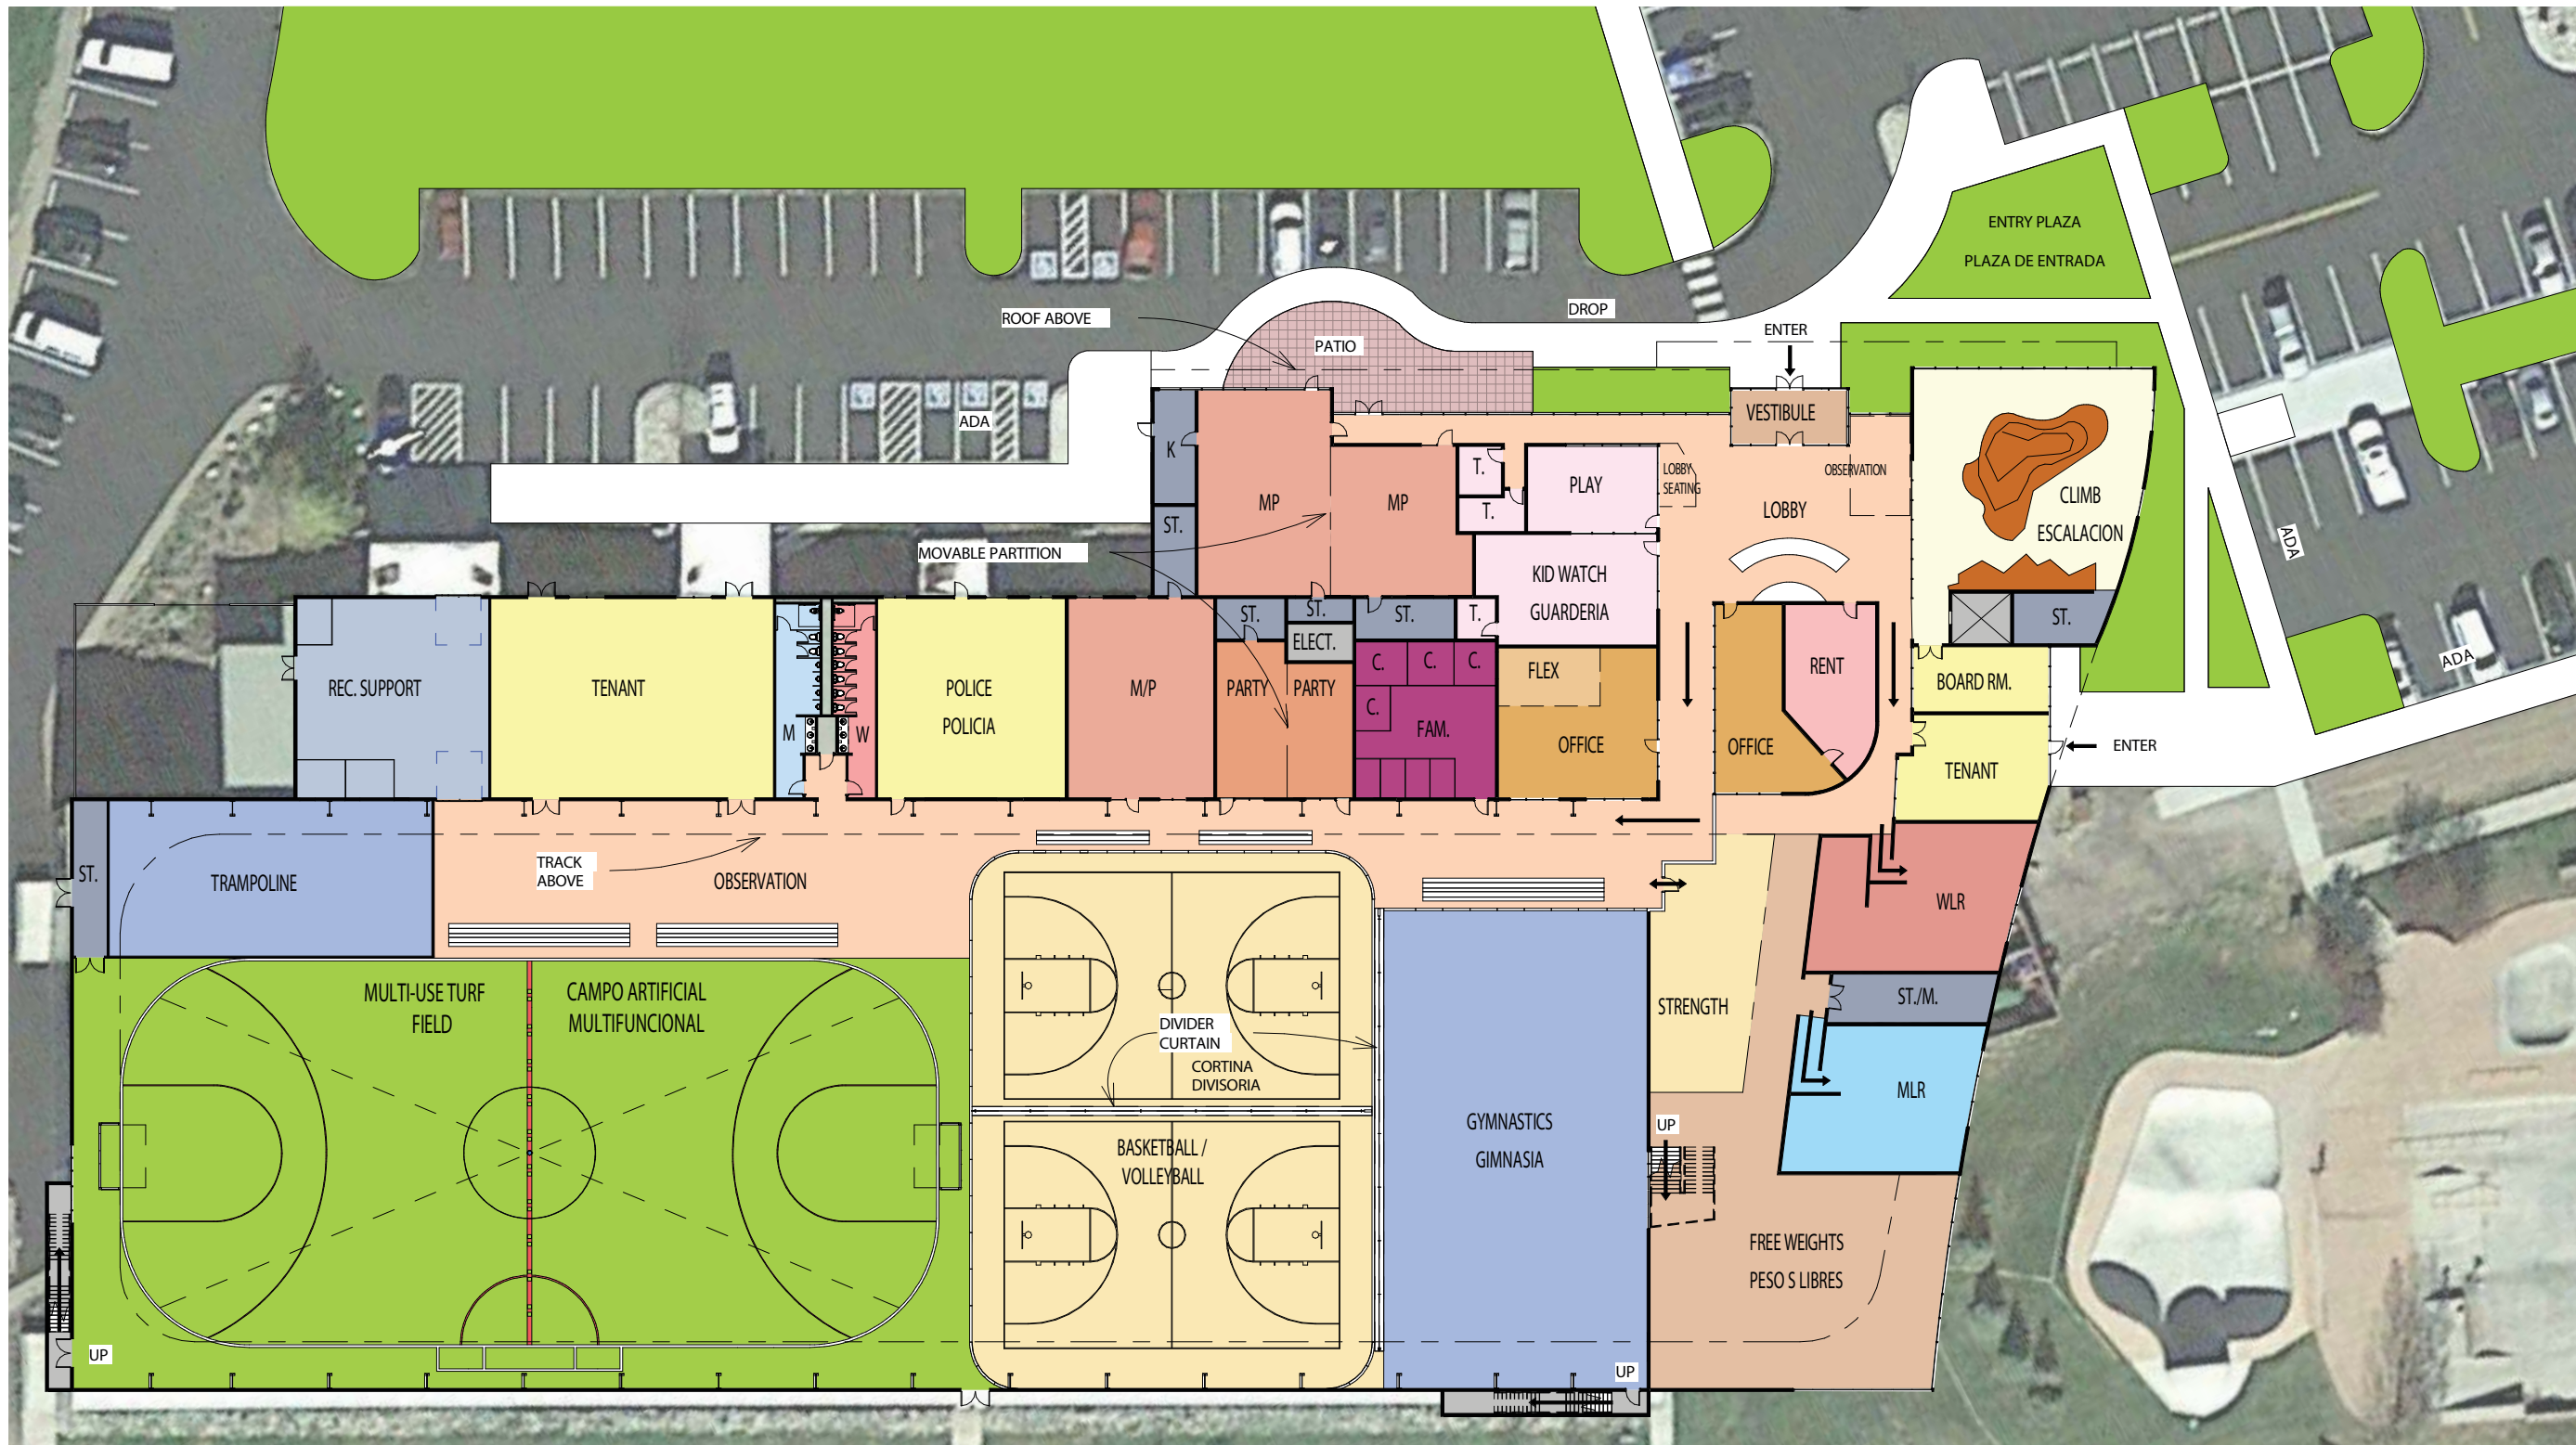 ENTRY PLAZA
PLAZA DE ENTRADA
ROOF ABOVE
DROP
ENTER
PATIO
VESTIBULE
ADA
K
MP
MP
T.
T.
PLAY
LOBBY
SEATING
OBSERVATION
LOBBY
CLIMB
ESCALACION
ADA
ST.
MOVABLE PARTITION
KID WATCH
GUARDERIA
ST.
ST.
ST.
T.
ELECT.
ST.
ADA
REC. SUPPORT
TENANT
M
W
POLICE
POLICIA
M/P
PARTY
PARTY
C.
C.
C.
C.
FAM.
FLEX
OFFICE
OFFICE
RENT
BOARD RM.
TENANT
ENTER
ST.
TRAMPOLINE
TRACK
ABOVE
OBSERVATION
WLR
MULTI-USE TURF
FIELD
CAMPO ARTIFICIAL
MULTIFUNCIONAL
DIVIDER
CURTAIN
CORTINA
DIVISORIA
STRENGTH
ST./M.
MLR
BASKETBALL /
VOLLEYBALL
GYMNASTICS
GIMNASIA
UP
FREE WEIGHTS
PESO S LIBRES
UP
UP